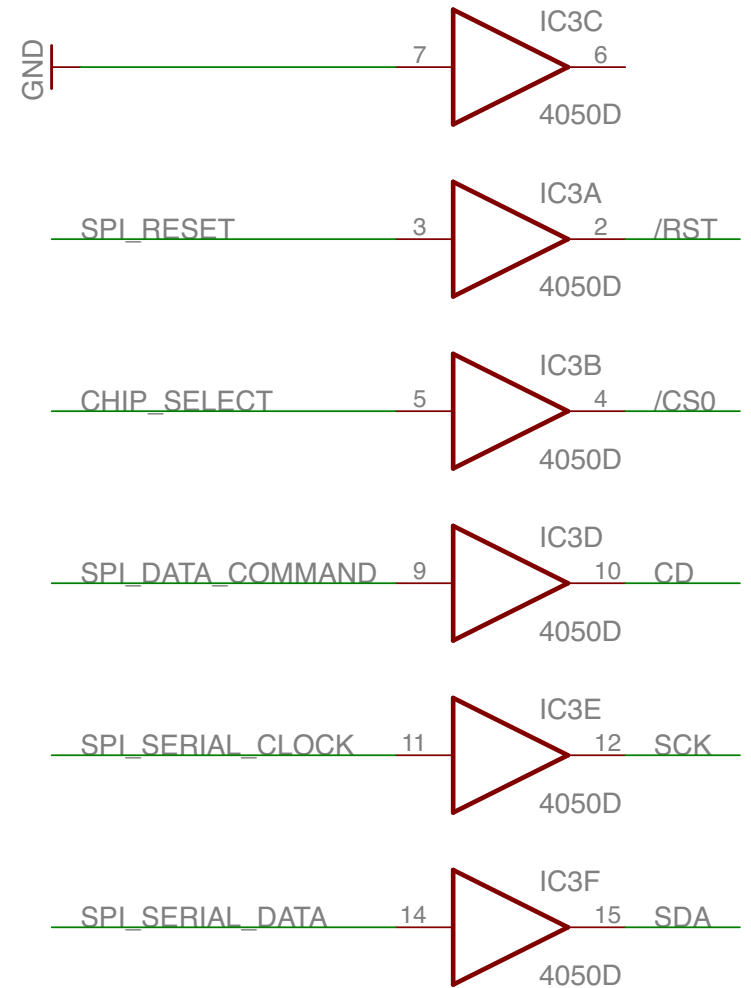 IC3C
GND 7 6
4050D
IC3A
SPI_RESET 3 2 /RST
4050D
IC3B
CHIP_SELECT 5 4 /CS0
4050D
IC3D
SPI_DATA_COMMAND 9 10 CD
4050D
IC3E
SPI_SERIAL_CLOCK 11 12 SCK
4050D
IC3F
SPI_SERIAL_DATA 14 15 SDA
4050D